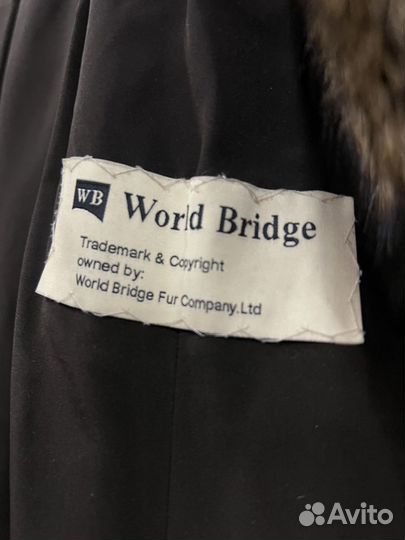 WB World Bridge
Trademark & Copyright
owned by:
World Bridge Fur Company.Ltd
Avito